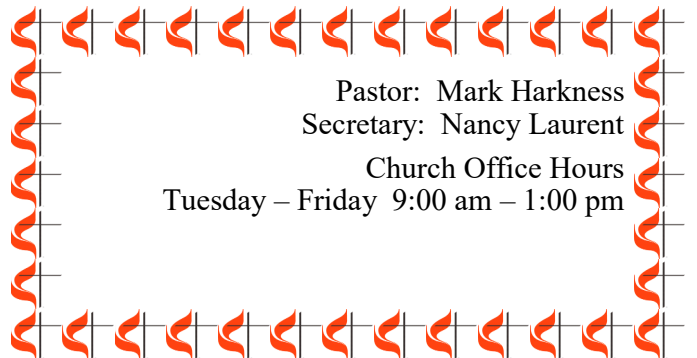 Pastor:  Mark Harkness
Secretary:  Nancy Laurent
Church Office Hours
Tuesday – Friday  9:00 am – 1:00 pm